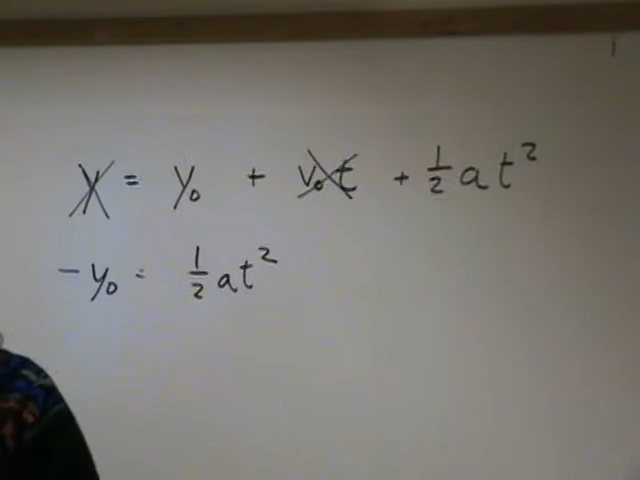 y = y₀ + v₀t + ½at²
-y₀ = ½at²